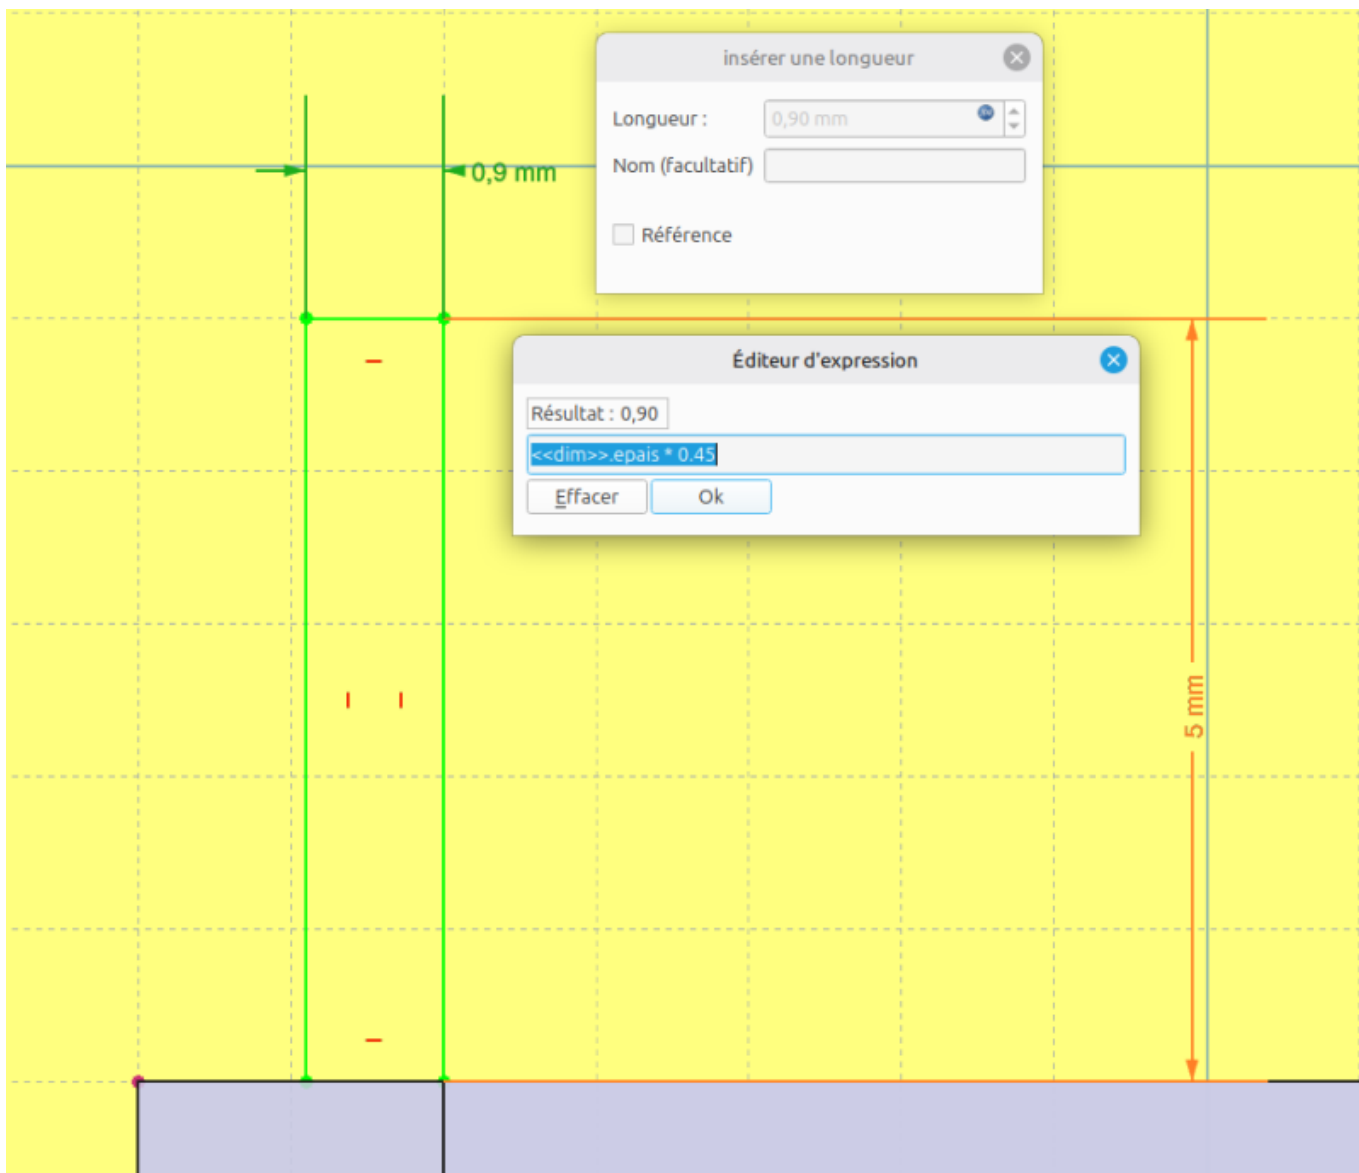 insérer une longueur
Longueur : 0,90 mm
0,9 mm
Nom (facultatif)
Référence
Éditeur d'expression
Résultat : 0,90
<<dim>>.epais * 0.45
Effacer Ok
5 mm